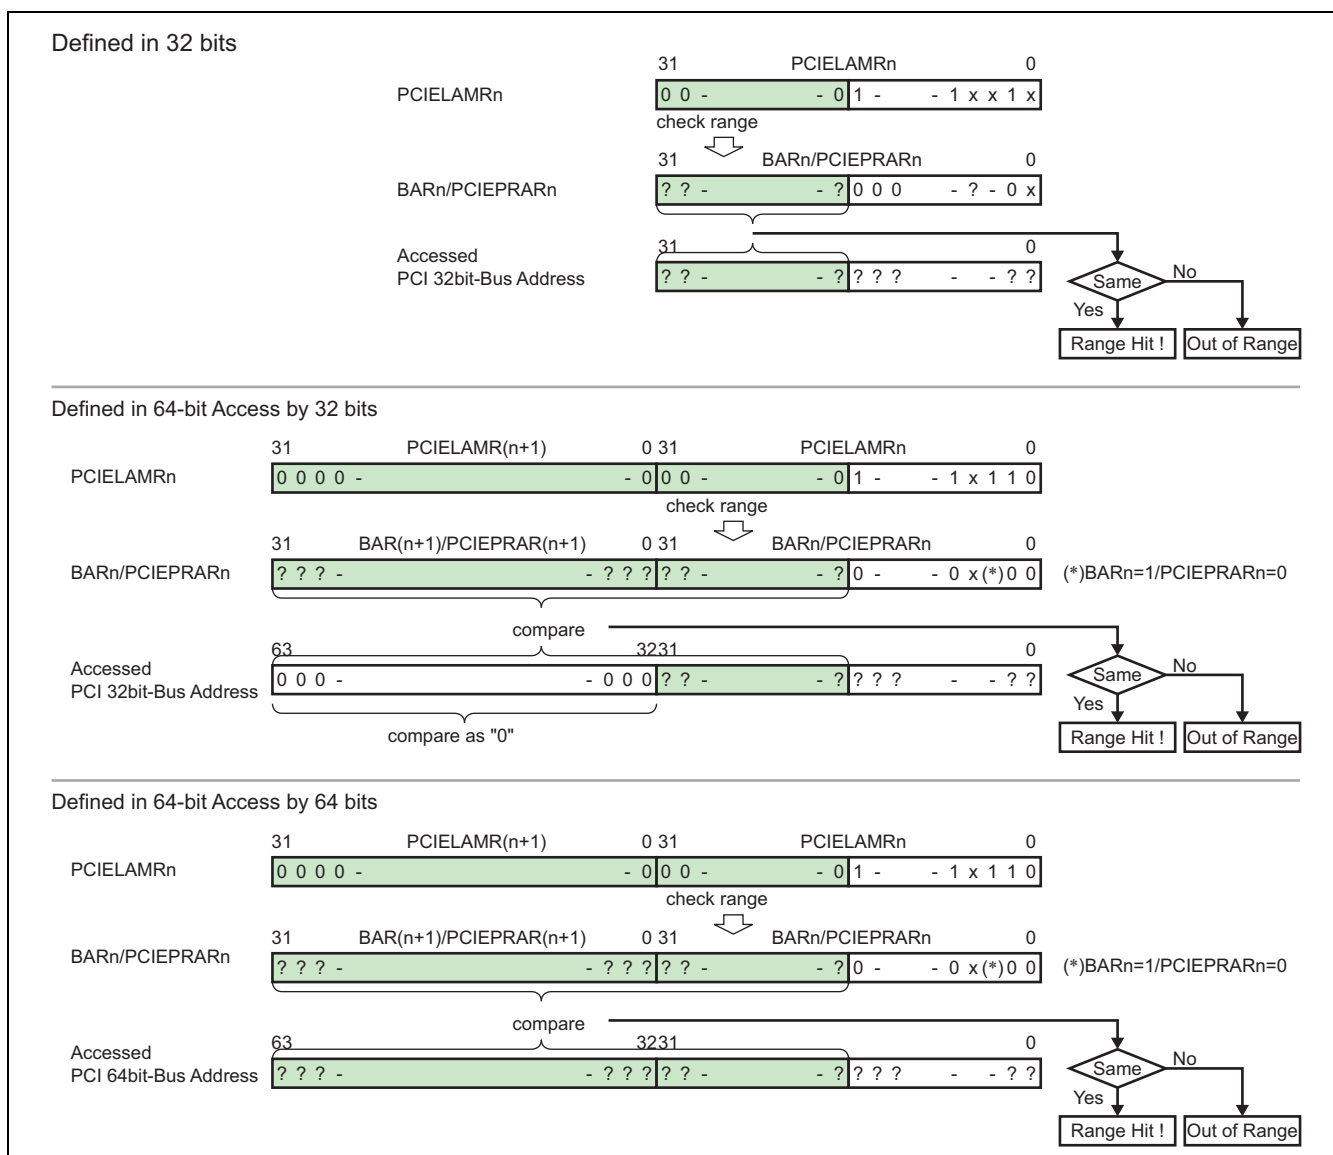 Defined in 32 bits
31 PCIELAMRn 0
PCIELAMRn 0 0 - - 0 1 - - 1 x x 1 x
check range
31 BARn/PCIEPRARn 0
BARn/PCIEPRARn ? ? - - ? 0 0 0 - ? - 0 x
31 0
Accessed
PCI 32bit-Bus Address ? ? - - ? ? ? ? - - ? ?
Same No
Yes
Range Hit ! Out of Range
Defined in 64-bit Access by 32 bits
31 PCIELAMR(n+1) 0 31 PCIELAMRn 0
PCIELAMRn 0 0 0 0 - - 0 0 0 - - 0 1 - - 1 x 1 1 0
check range
31 BAR(n+1)/PCIEPRAR(n+1) 0 31 BARn/PCIEPRARn 0
BARn/PCIEPRARn ? ? ? - - ? ? ? ? ? - - ? 0 - - 0 x (*) 0 0 (*)BARn=1/PCIEPRARn=0
compare
63 32 31 0
Accessed
PCI 32bit-Bus Address 0 0 0 - - 0 0 0 ? ? - - ? ? ? ? - - ? ?
Same No
Yes
compare as "0"
Range Hit ! Out of Range
Defined in 64-bit Access by 64 bits
31 PCIELAMR(n+1) 0 31 PCIELAMRn 0
PCIELAMRn 0 0 0 0 - - 0 0 0 - - 0 1 - - 1 x 1 1 0
check range
31 BAR(n+1)/PCIEPRAR(n+1) 0 31 BARn/PCIEPRARn 0
BARn/PCIEPRARn ? ? ? - - ? ? ? ? ? - - ? 0 - - 0 x (*) 0 0 (*)BARn=1/PCIEPRARn=0
compare
63 32 31 0
Accessed
PCI 64bit-Bus Address ? ? ? - - ? ? ? ? ? - - ? ? ? ? - - ? ?
Same No
Yes
Range Hit ! Out of Range